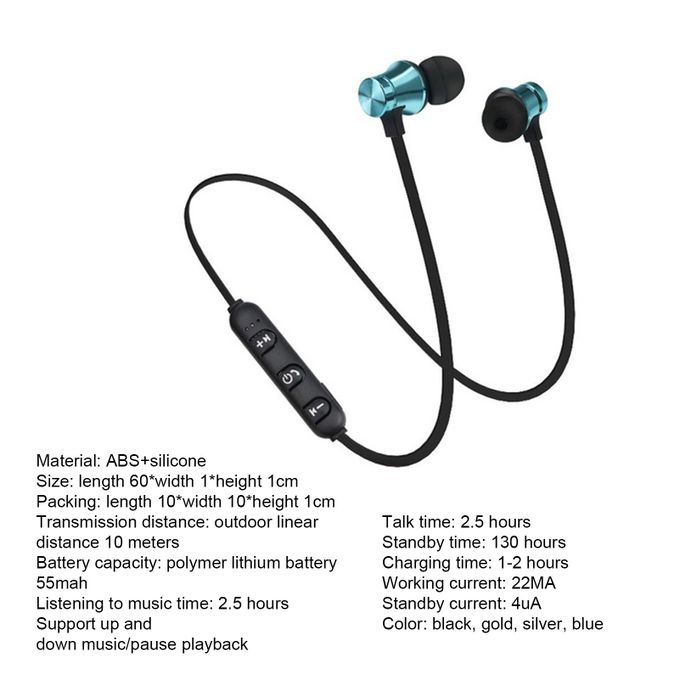 Material: ABS+silicone
Size: length 60*width 1*height 1cm
Packing: length 10*width 10*height 1cm
Transmission distance: outdoor linear
distance 10 meters
Battery capacity: polymer lithium battery
55mah
Listening to music time: 2.5 hours
Support up and
down music/pause playback
Talk time: 2.5 hours
Standby time: 130 hours
Charging time: 1-2 hours
Working current: 22MA
Standby current: 4uA
Color: black, gold, silver, blue